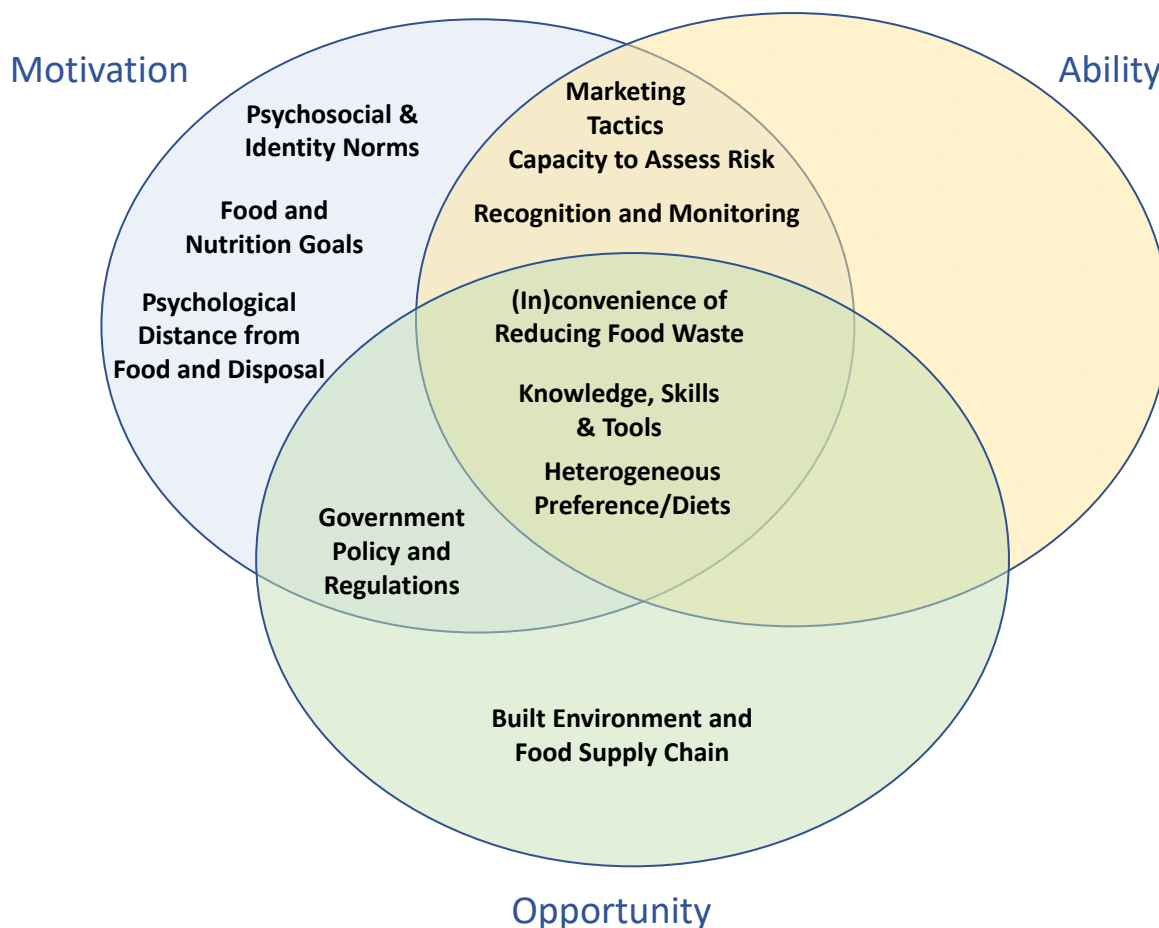 Motivation
Ability
Psychosocial &
Identity Norms
Food and
Nutrition Goals
Psychological
Distance from
Food and Disposal
Marketing
Tactics
Capacity to Assess Risk
Recognition and Monitoring
(In)convenience of
Reducing Food Waste
Knowledge, Skills
& Tools
Heterogeneous
Preference/Diets
Government
Policy and
Regulations
Built Environment and
Food Supply Chain
Opportunity